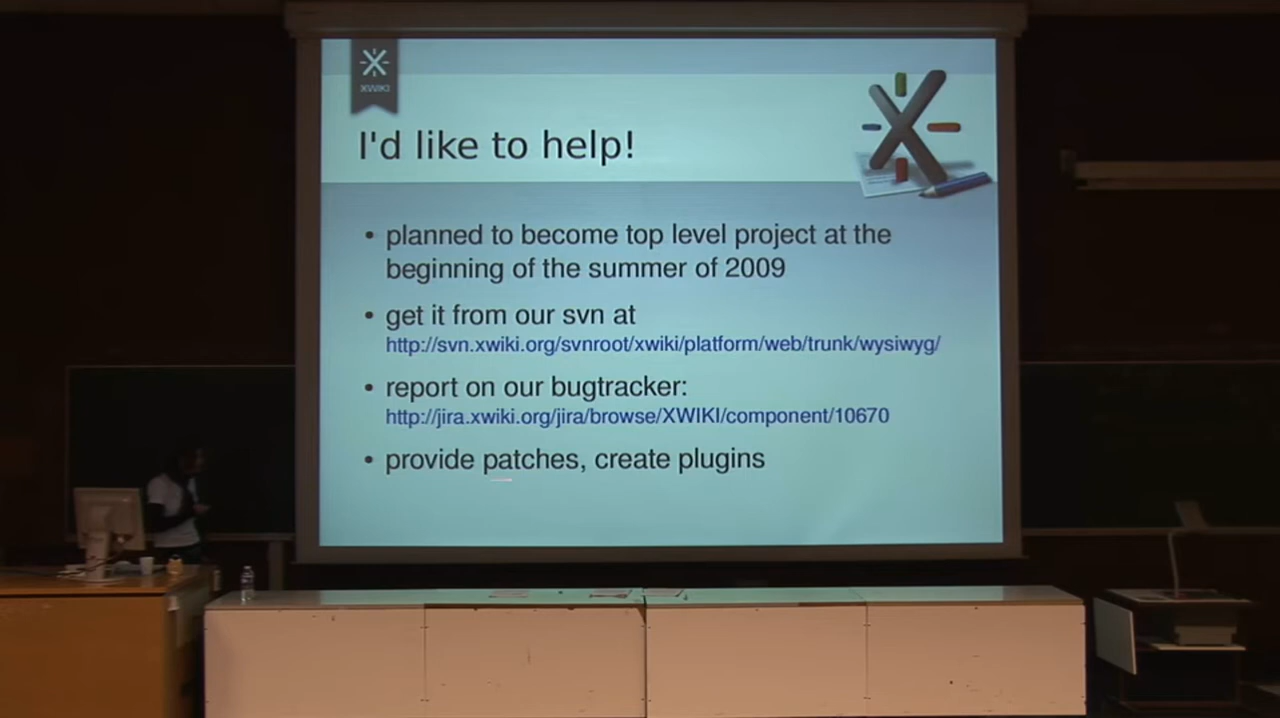 XWIKI
I'd like to help!
• planned to become top level project at the
beginning of the summer of 2009
• get it from our svn at
http://svn.xwiki.org/svnroot/xwiki/platform/web/trunk/wysiwyg/
• report on our bugtracker:
http://jira.xwiki.org/jira/browse/XWIKI/component/10670
• provide patches, create plugins